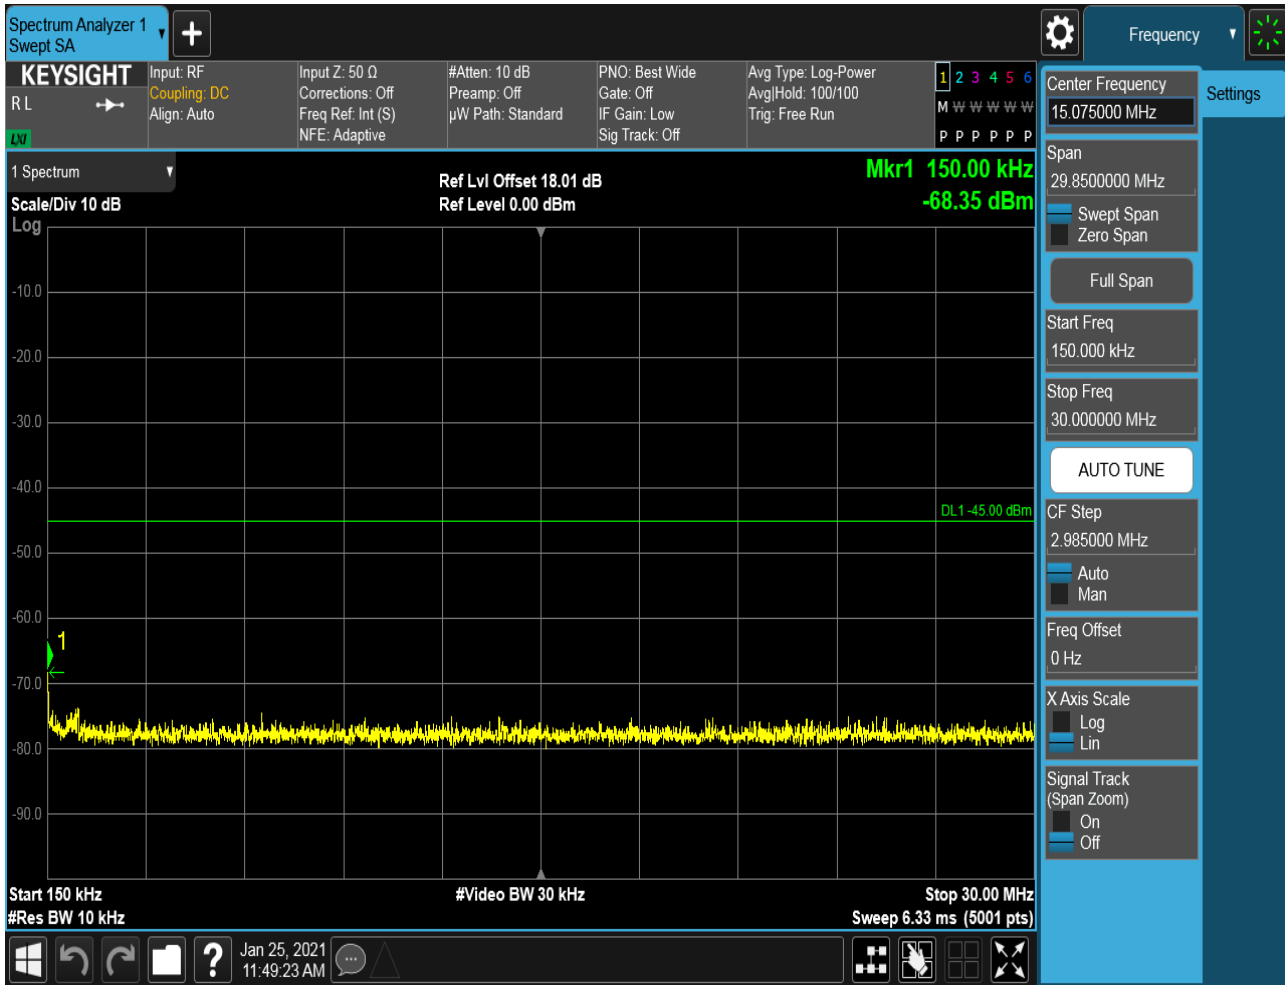 Spectrum Analyzer 1
Swept SA
+
Frequency
KEYSIGHT
R L
LXI
Input: RF
Coupling: DC
Align: Auto
Input Z: 50 Ω
Corrections: Off
Freq Ref: Int (S)
NFE: Adaptive
#Atten: 10 dB
Preamp: Off
µW Path: Standard
PNO: Best Wide
Gate: Off
IF Gain: Low
Sig Track: Off
Avg Type: Log-Power
Avg|Hold: 100/100
Trig: Free Run
1 2 3 4 5 6
M W W W W W
P P P P P P
1 Spectrum
Scale/Div 10 dB
Log
Ref Lvl Offset 18.01 dB
Ref Level 0.00 dBm
Mkr1 150.00 kHz
-68.35 dBm
-10.0
-20.0
-30.0
-40.0
DL1 -45.00 dBm
-50.0
-60.0
1
-70.0
-80.0
-90.0
Start 150 kHz
#Res BW 10 kHz
#Video BW 30 kHz
Stop 30.00 MHz
Sweep 6.33 ms (5001 pts)
?
Jan 25, 2021
11:49:23 AM
Center Frequency
15.075000 MHz
Settings
Span
29.8500000 MHz
Swept Span
Zero Span
Full Span
Start Freq
150.000 kHz
Stop Freq
30.000000 MHz
AUTO TUNE
CF Step
2.985000 MHz
Auto
Man
Freq Offset
0 Hz
X Axis Scale
Log
Lin
Signal Track
(Span Zoom)
On
Off